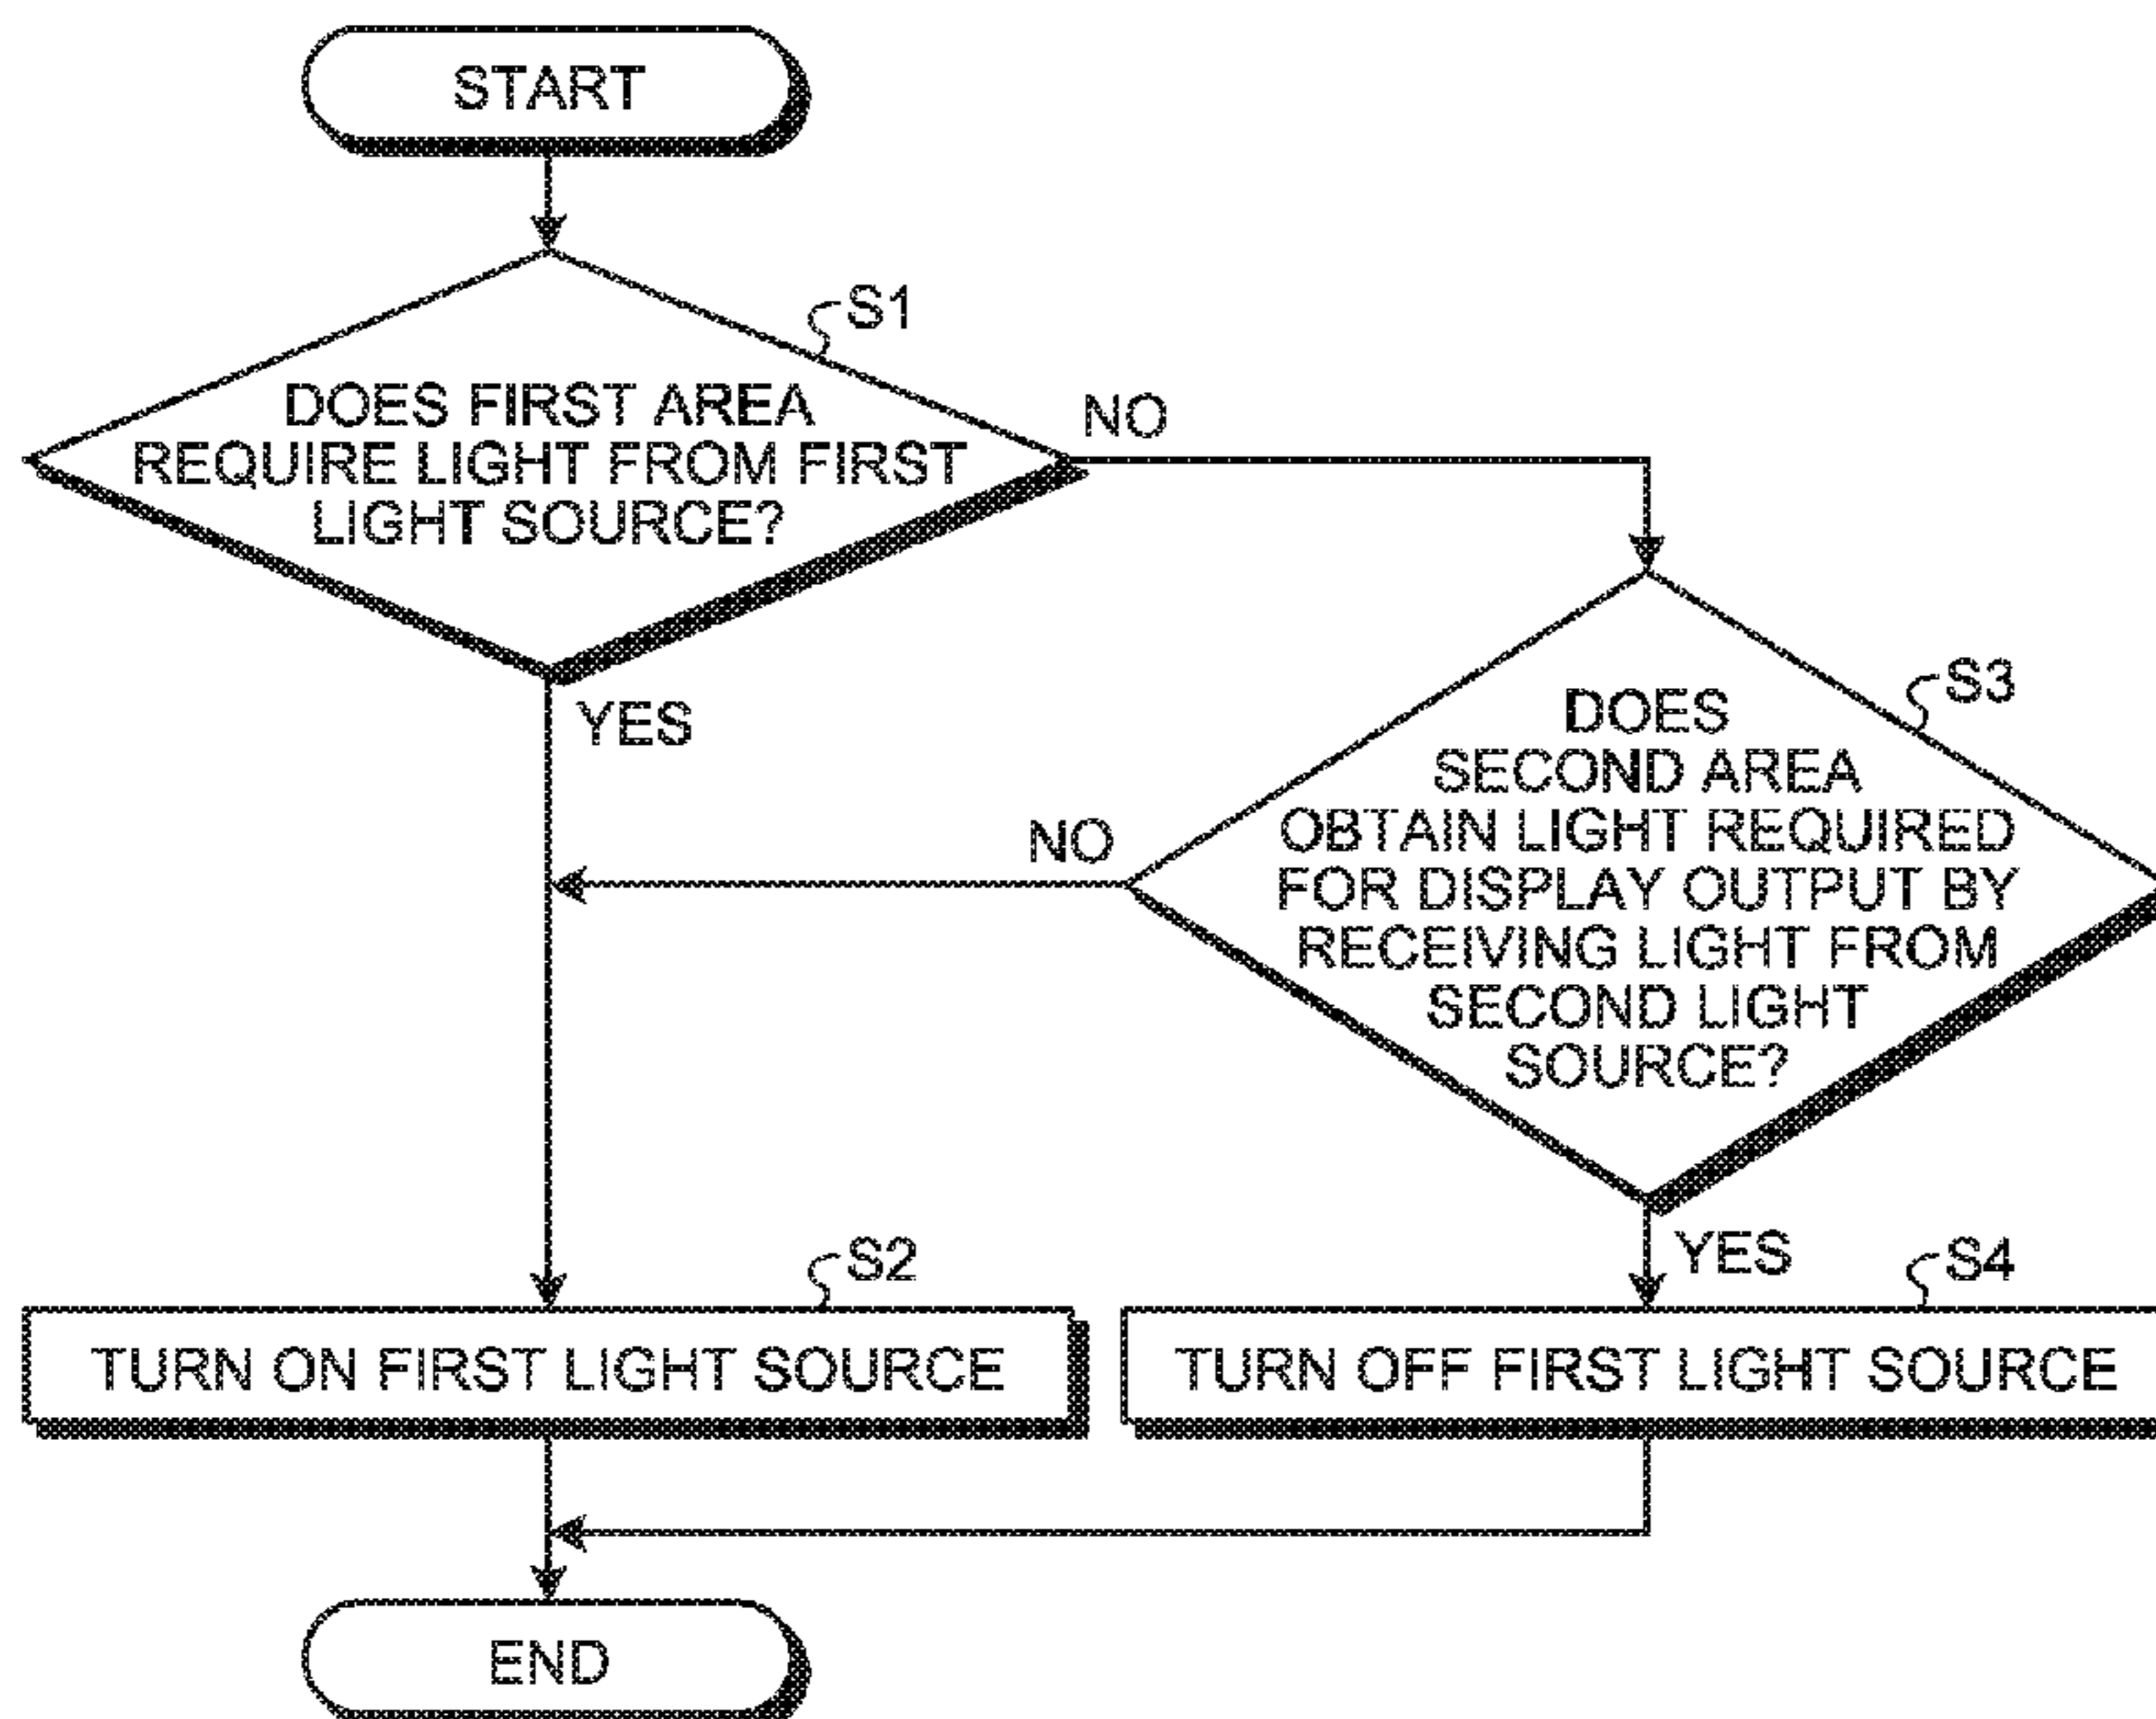 START
S1
DOES FIRST AREA
REQUIRE LIGHT FROM FIRST
LIGHT SOURCE?
NO
YES
S3
DOES
SECOND AREA
OBTAIN LIGHT REQUIRED
FOR DISPLAY OUTPUT BY
RECEIVING LIGHT FROM
SECOND LIGHT
SOURCE?
NO
YES
S2
TURN ON FIRST LIGHT SOURCE
S4
TURN OFF FIRST LIGHT SOURCE
END